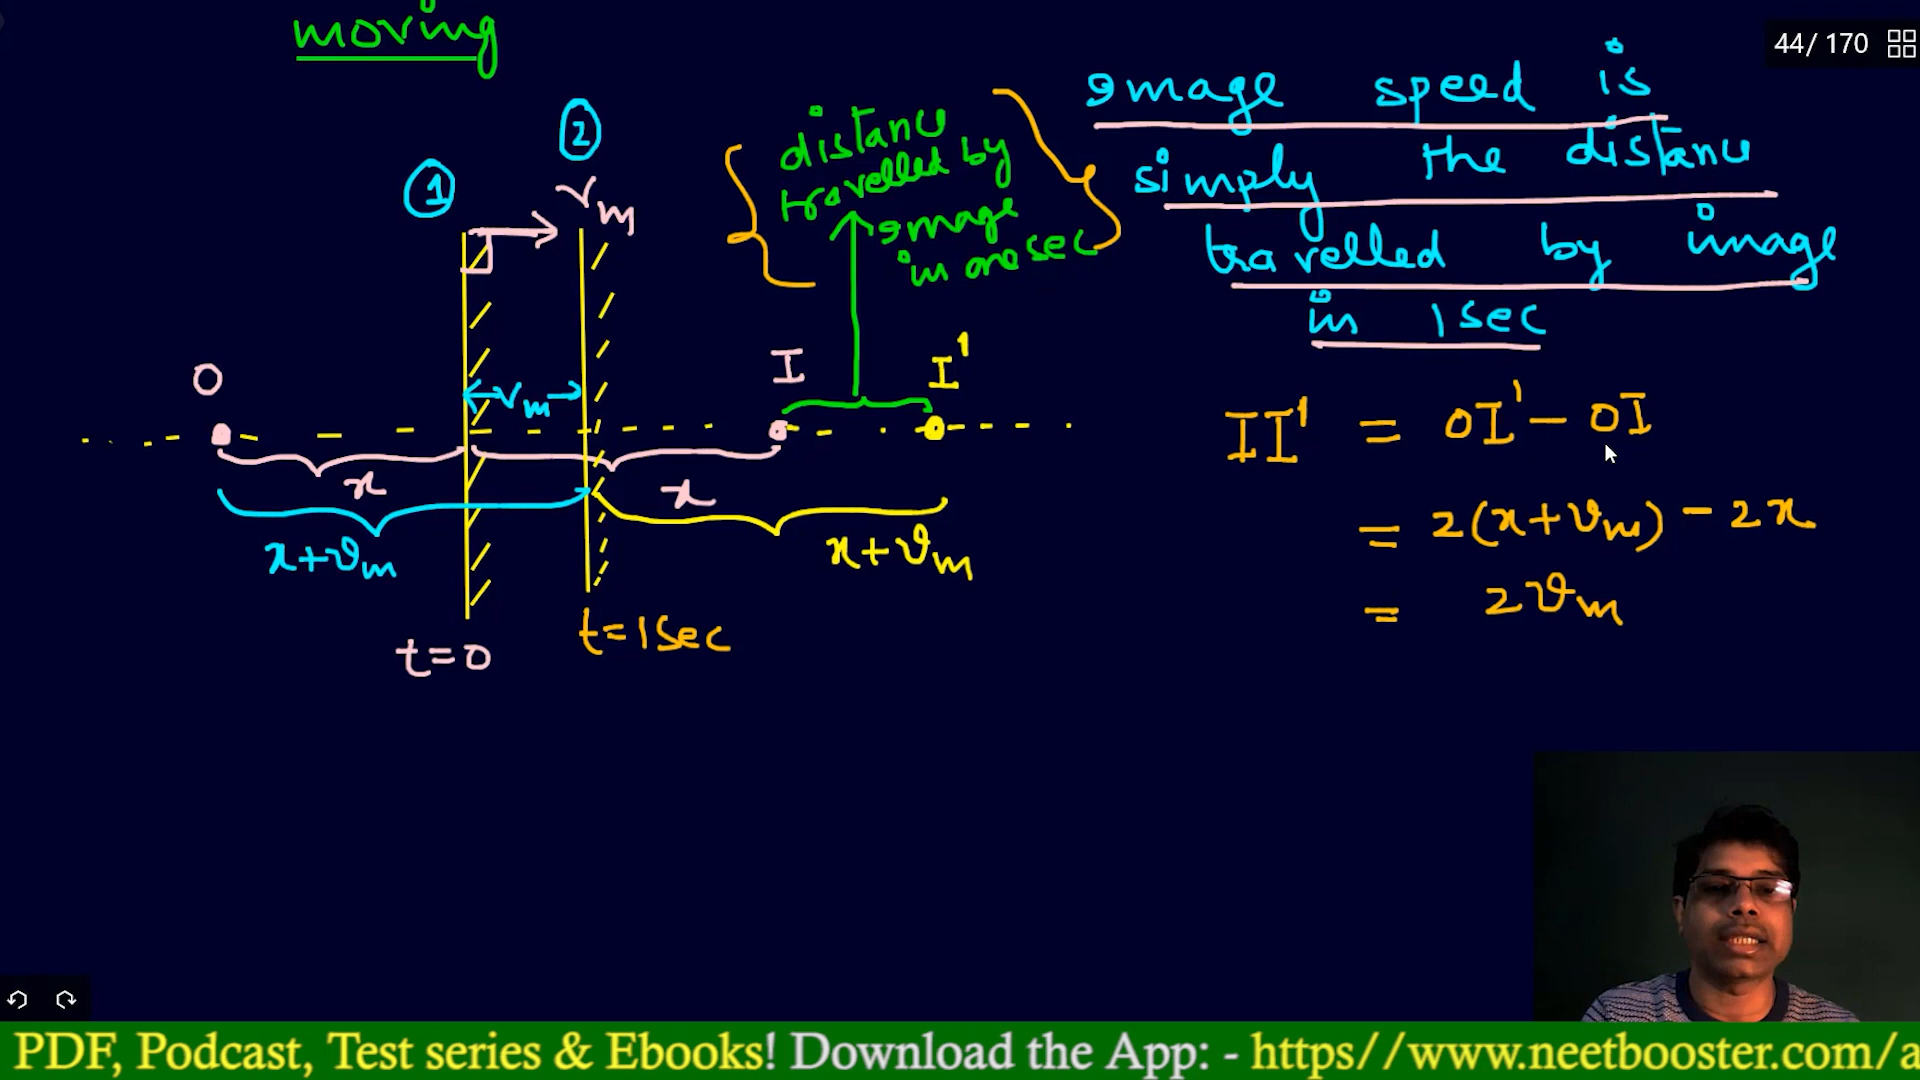 moving
44/ 170
Image speed is
simply the distance
travelled by image
in 1sec
distance
travelled by
image
in one sec
1
2
Vm
O
Vm
I
I'
x
x
x+vm
x+vm
t=0
t=1sec
II' = OI' - OI
= 2(x+vm) - 2x
= 2vm
PDF, Podcast, Test series & Ebooks! Download the App: - https//www.neetbooster.com/a